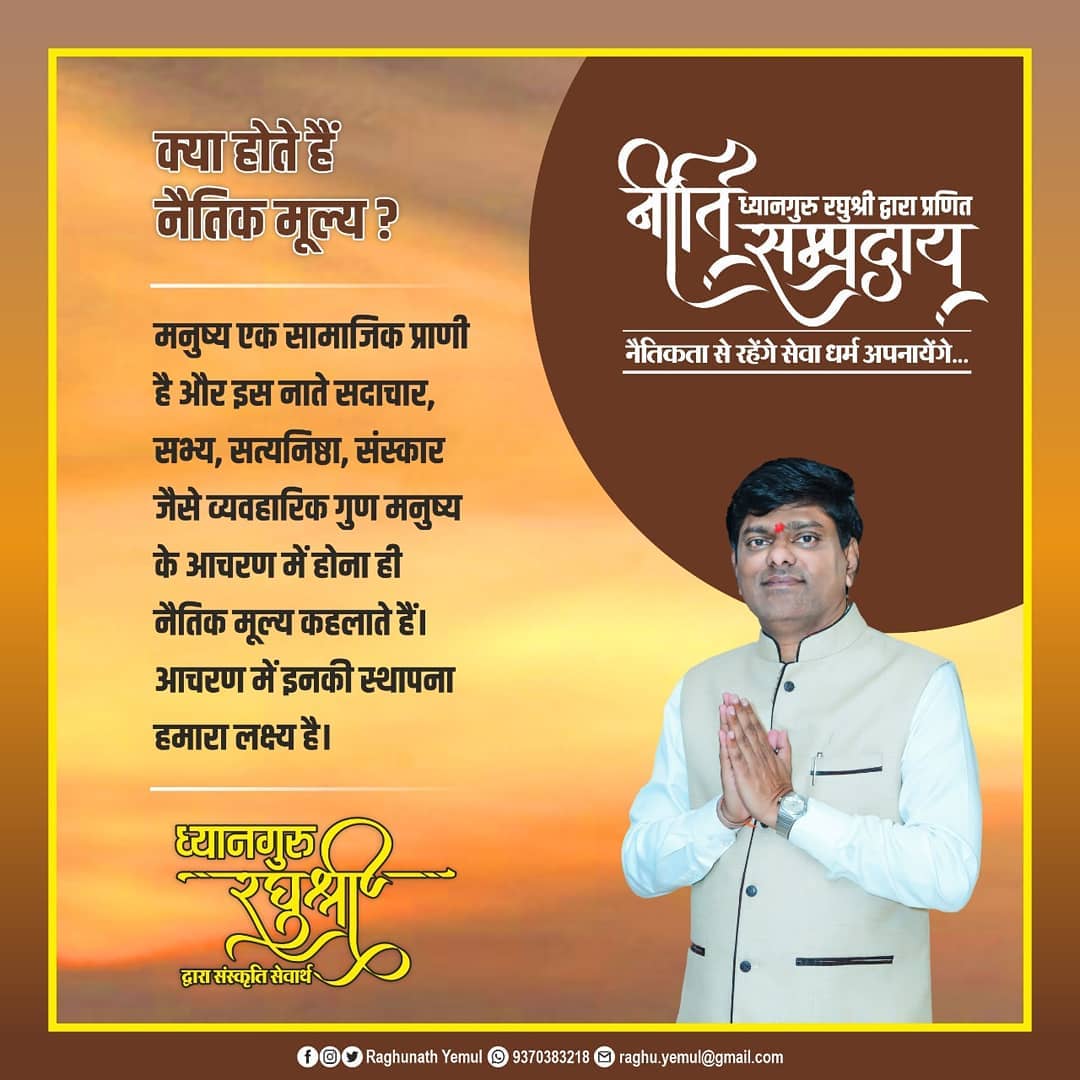 क्या होते हैं
नैतिक मूल्य ?
मनुष्य एक सामाजिक प्राणी
है और इस नाते सदाचार,
सभ्य, सत्यनिष्ठा, संस्कार
जैसे व्यवहारिक गुण मनुष्य
के आचरण में होना ही
नैतिक मूल्य कहलाते हैं।
आचरण में इनकी स्थापना
हमारा लक्ष्य है।
ध्यानगुरु
रघुश्री
द्वारा संस्कृति सेवार्थ
नीति
ध्यानगुरु रघुश्री द्वारा प्रणित
सम्प्रदाय
नैतिकता से रहेंगे सेवा धर्म अपनायेंगे...
Raghunath Yemul 9370383218 raghu.yemul@gmail.com